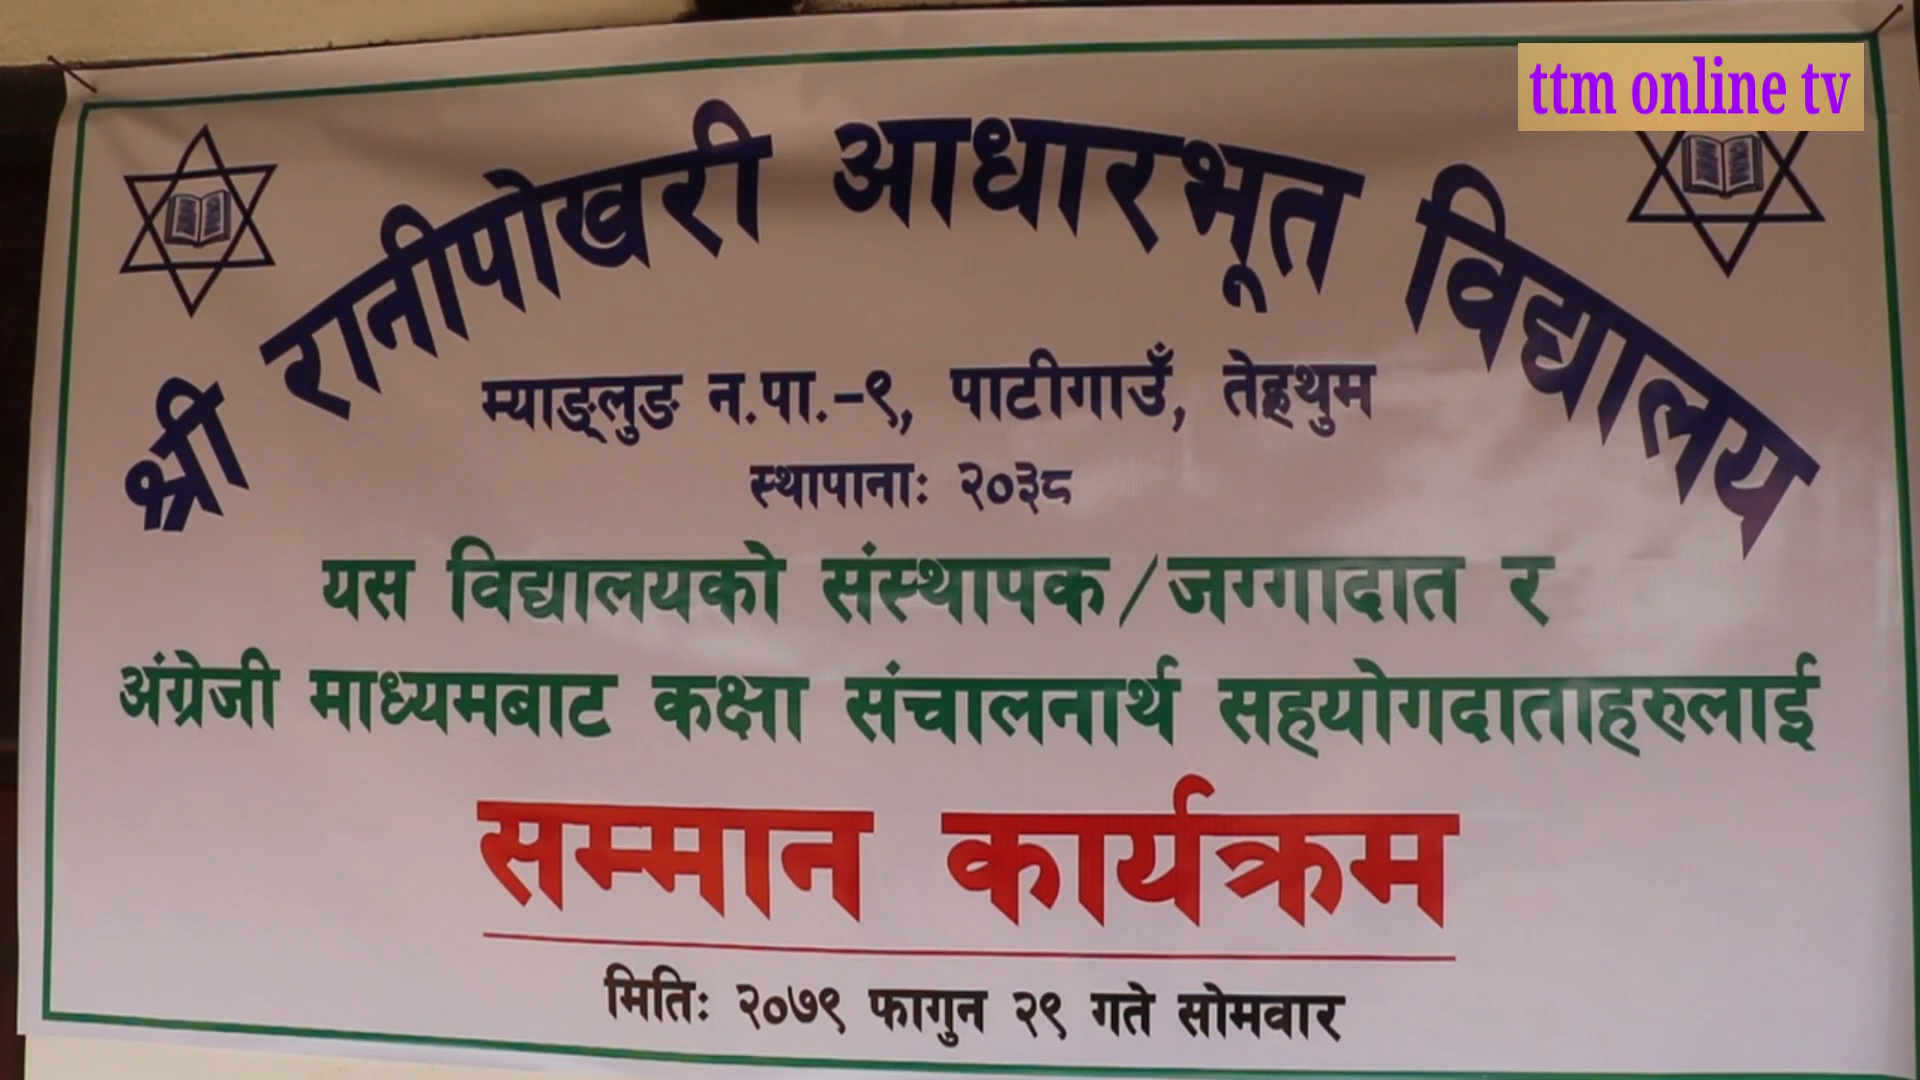 ttm online tv
श्री रानीपोखरी आधारभूत विद्यालय
म्याङ्लुङ न.पा.-९, पाटीगाउँ, तेह्रथुम
स्थापानाः २०३८
यस विद्यालयको संस्थापक/जग्गादात र
अंग्रेजी माध्यमबाट कक्षा संचालनार्थ सहयोगदाताहरुलाई
सम्मान कार्यक्रम
मितिः २०७९ फागुन २९ गते सोमवार